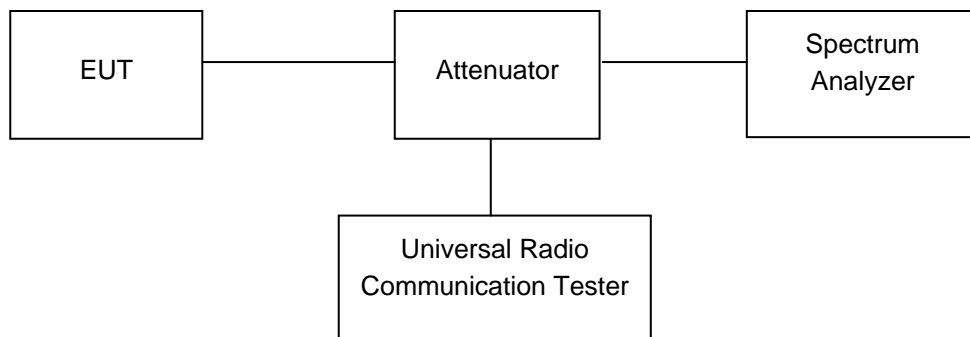 EUT
Attenuator
Spectrum
Analyzer
Universal Radio
Communication Tester